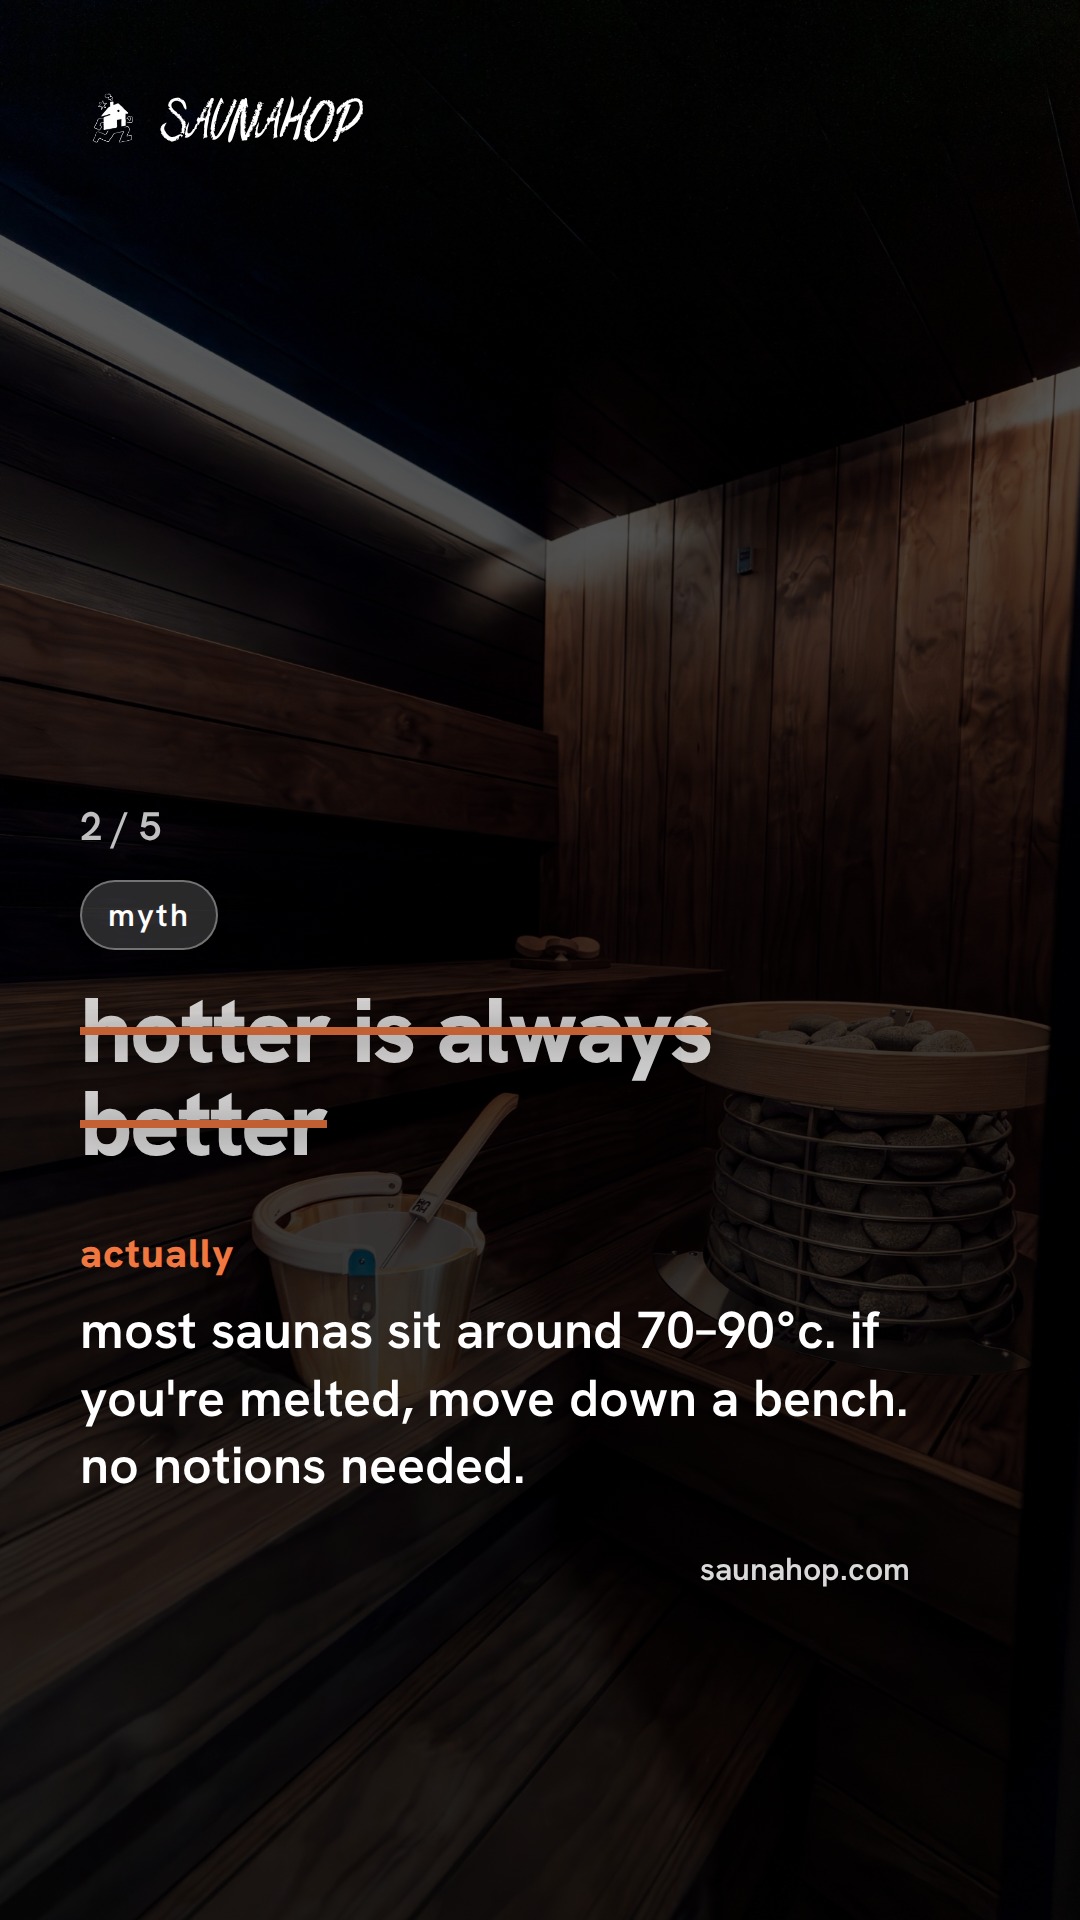 SAUNAHOP
2 / 5
myth
hotter is always
better
actually
most saunas sit around 70–90°c. if
you're melted, move down a bench.
no notions needed.
saunahop.com